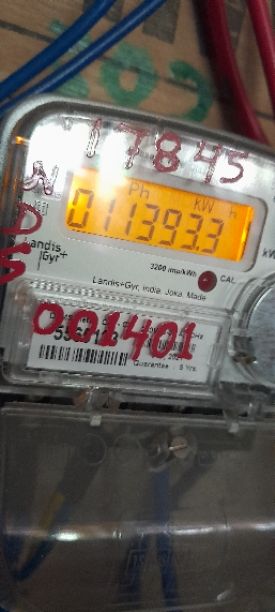 17845
NDS
Ph kW h
011393.3
Landis
Gyr+
3200 imp/kWh
CAL
Landis+Gyr, India, Joka, Made
001401
Guarantee : 5 Yrs.